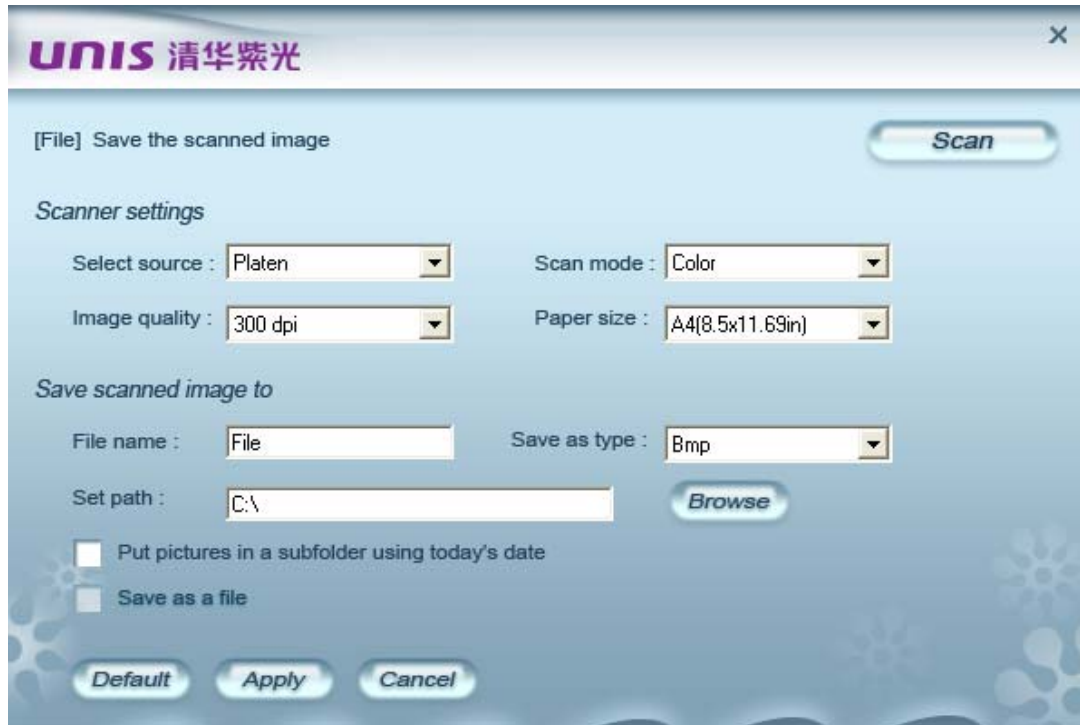 UNIS 清华紫光
[File] Save the scanned image
Scan
Scanner settings
Select source : Platen Scan mode : Color
Image quality : 300 dpi Paper size : A4(8.5x11.69in)
Save scanned image to
File name : File Save as type : Bmp
Set path : C:\ Browse
Put pictures in a subfolder using today's date
Save as a file
Default Apply Cancel